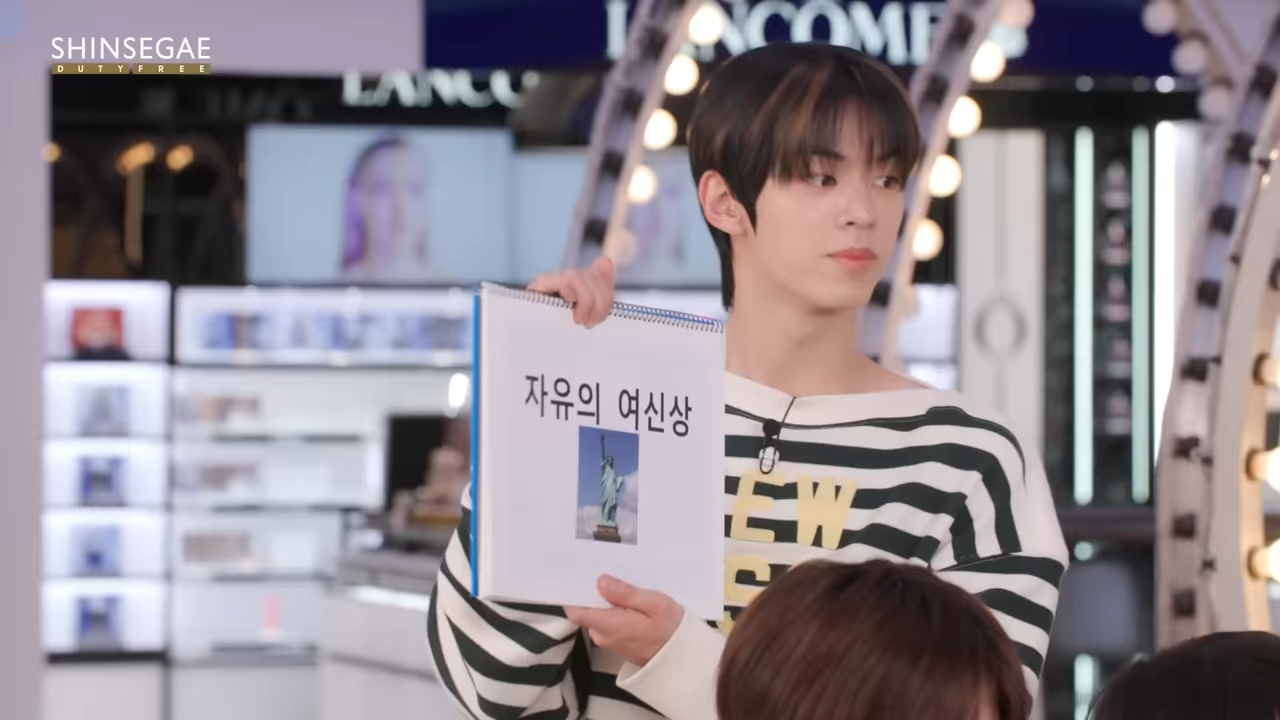 SHINSEGAE
DUTY FREE
LANCOME
LANCO
자유의 여신상
EW